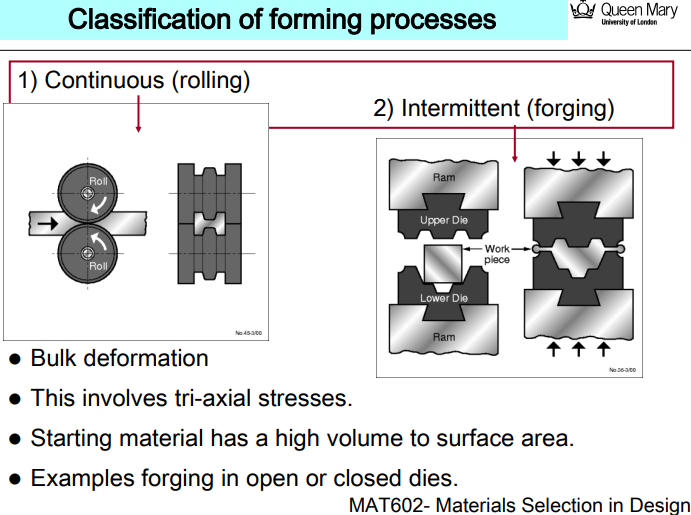 Classification of forming processes
Queen Mary
University of London
1) Continuous (rolling)
2) Intermittent (forging)
Roll
Roll
No.45-3/00
Ram
Upper Die
Work
piece
Lower Die
Ram
No.36-3/00
● Bulk deformation
● This involves tri-axial stresses.
● Starting material has a high volume to surface area.
● Examples forging in open or closed dies.
MAT602- Materials Selection in Design